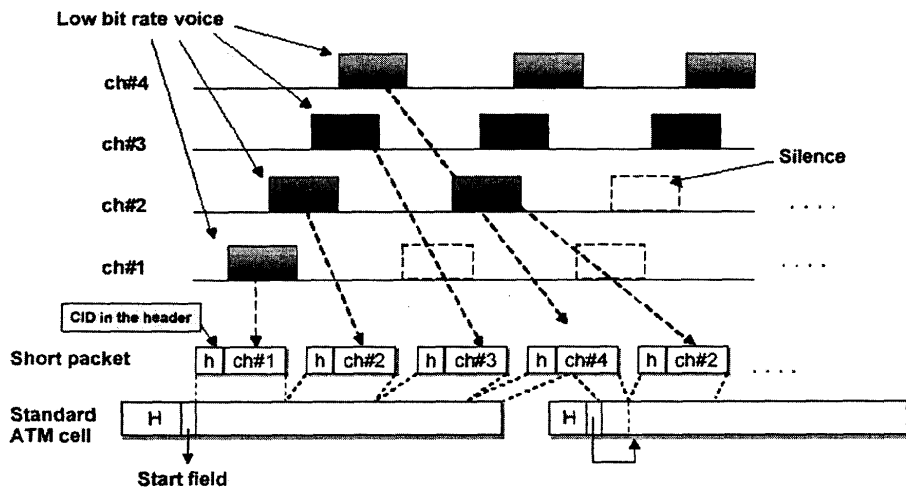 Low bit rate voice
ch#4
ch#3
Silence
ch#2
. . . .
ch#1
. . . .
CID in the header
Short packet
h ch#1 h ch#2 h ch#3 h ch#4 h ch#2 . . . .
Standard
ATM cell
H H
Start field